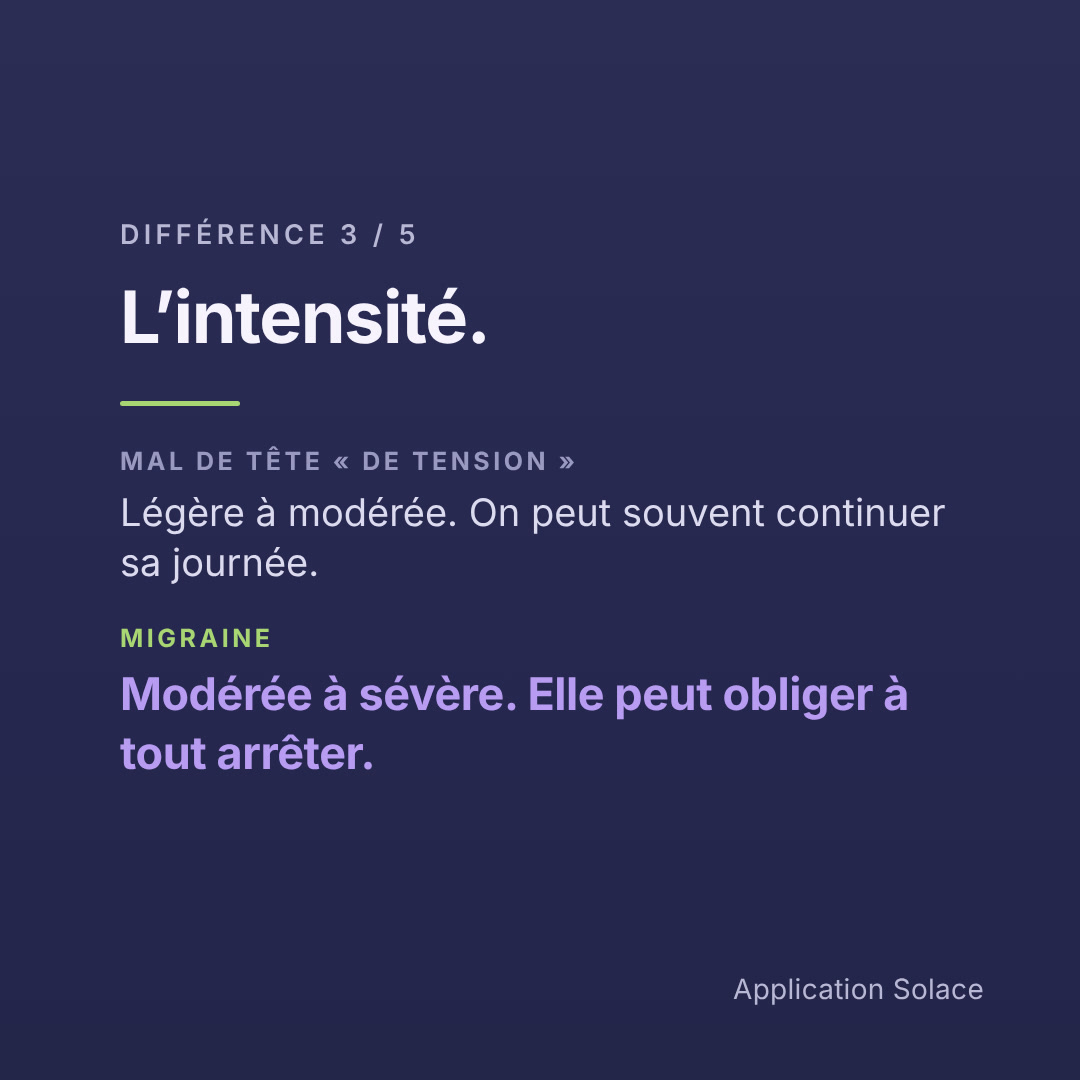 DIFFÉRENCE 3 / 5
L’intensité.
MAL DE TÊTE « DE TENSION »
Légère à modérée. On peut souvent continuer
sa journée.
MIGRAINE
Modérée à sévère. Elle peut obliger à
tout arrêter.
Application Solace